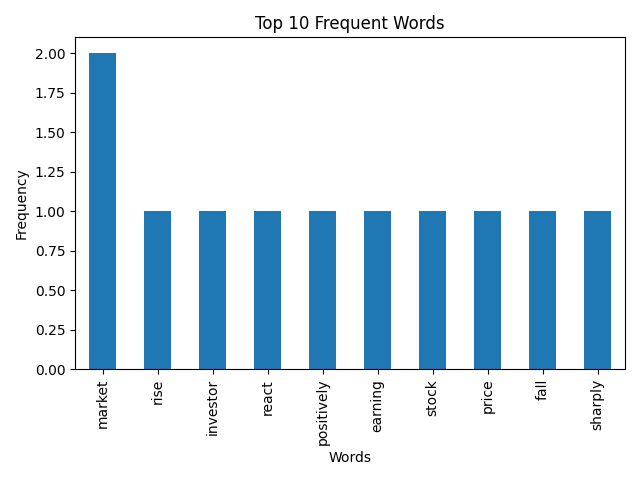 Top 10 Frequent Words
2.00
1.75
1.50
1.25
1.00
0.75
0.50
0.25
0.00
Frequency
market
rise
investor
react
positively
earning
stock
price
fall
sharply
Words